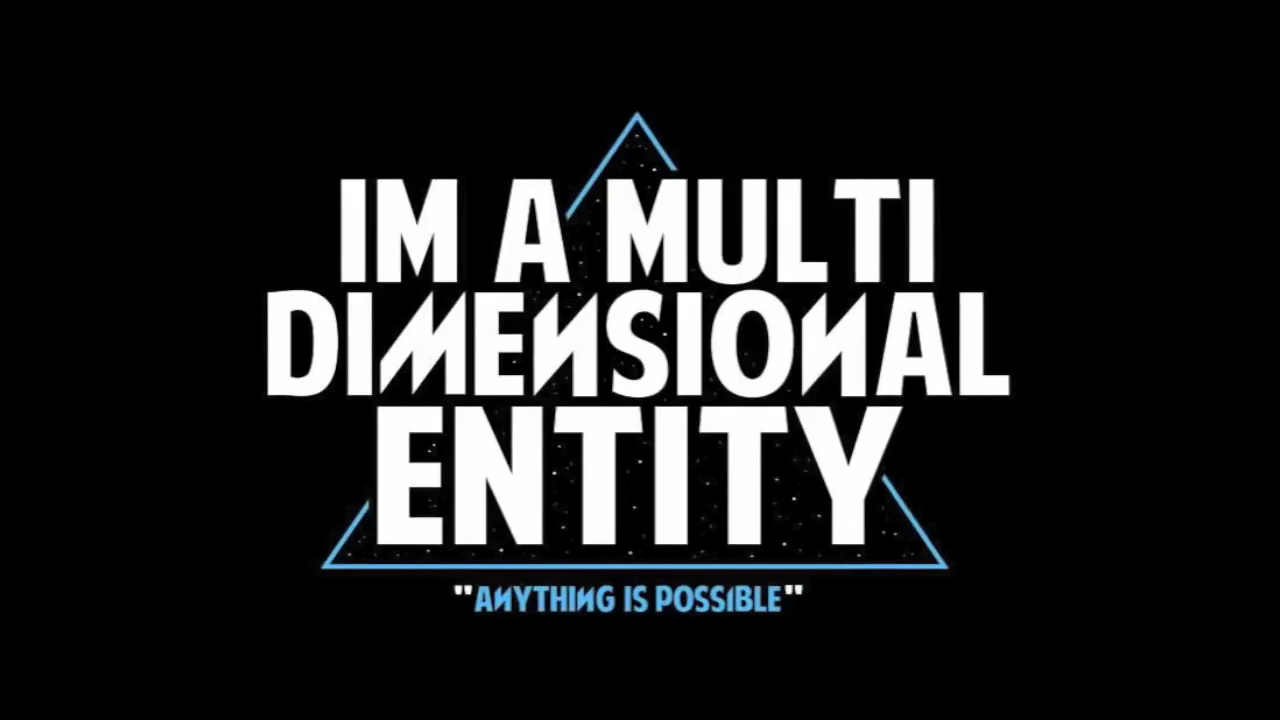 IM A MULTI
DIMENSIONAL
ENTITY
"ANYTHING IS POSSIBLE"